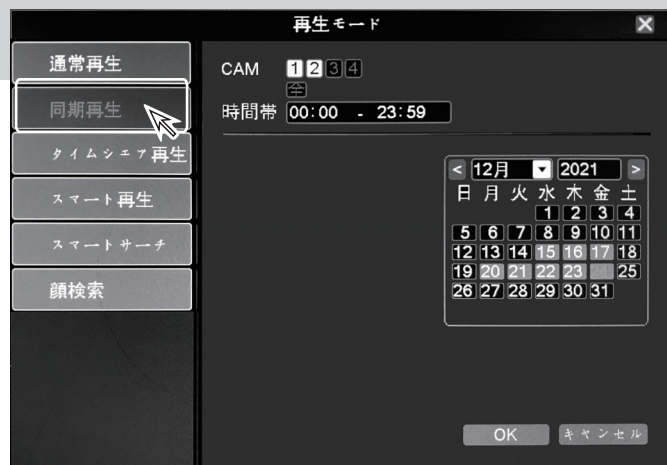 再生モード
通常再生
同期再生
タイムシェア再生
スマート再生
スマートサーチ
顔検索
CAM 1 2 3 4
全
時間帯 00:00 - 23:59
< 12月 2021 >
日 月 火 水 木 金 土
1 2 3 4
5 6 7 8 9 10 11
12 13 14 15 16 17 18
19 20 21 22 23 24 25
26 27 28 29 30 31
OK キャンセル